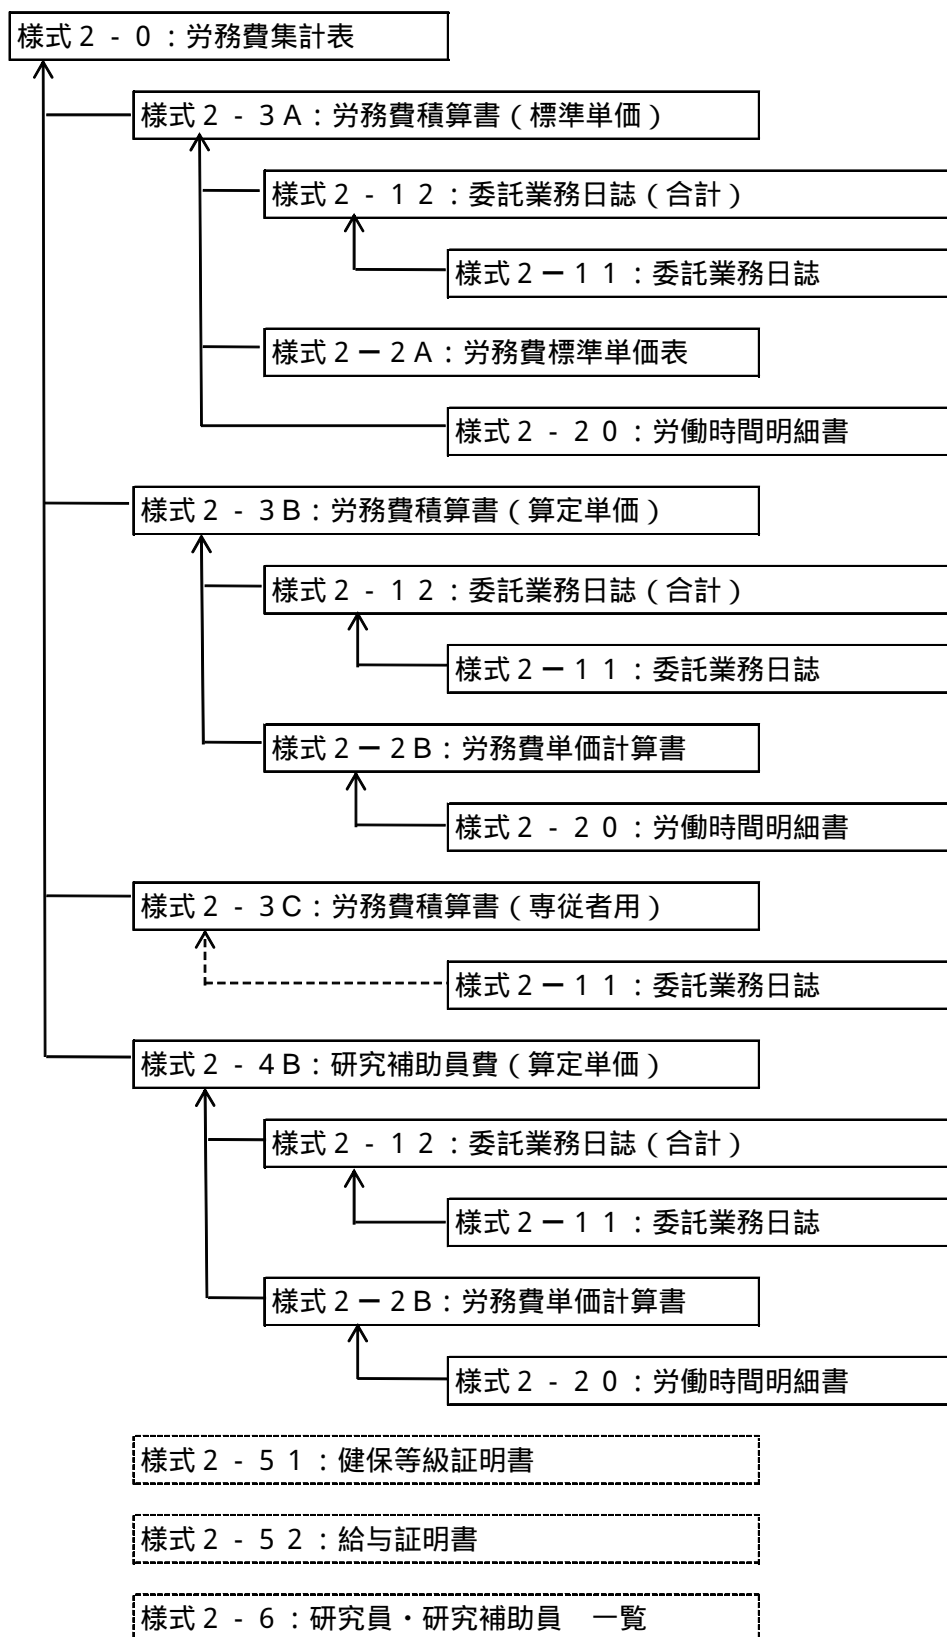 様式２‐０：労務費集計表
様式２‐３Ａ：労務費積算書（標準単価）
様式２‐１２：委託業務日誌（合計）
様式２ー１１：委託業務日誌
様式２ー２Ａ：労務費標準単価表
様式２‐２０：労働時間明細書
様式２‐３Ｂ：労務費積算書（算定単価）
様式２‐１２：委託業務日誌（合計）
様式２ー１１：委託業務日誌
様式２ー２Ｂ：労務費単価計算書
様式２‐２０：労働時間明細書
様式２‐３Ｃ：労務費積算書（専従者用）
様式２ー１１：委託業務日誌
様式２‐４Ｂ：研究補助員費（算定単価）
様式２‐１２：委託業務日誌（合計）
様式２ー１１：委託業務日誌
様式２ー２Ｂ：労務費単価計算書
様式２‐２０：労働時間明細書
様式２‐５１：健保等級証明書
様式２‐５２：給与証明書
様式２‐６：研究員・研究補助員　一覧